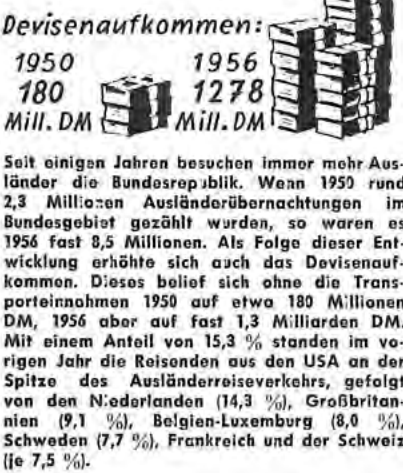 Devisenaufkommen:
1950 1956
180 1278
Mill. DM Mill. DM
Seit einigen Jahren besuchen immer mehr Aus-
länder die Bundesrepublik. Wenn 1950 rund
2,3 Millionen Ausländerübernachtungen im
Bundesgebiet gezählt wurden, so waren es
1956 fast 8,5 Millionen. Als Folge dieser Ent-
wicklung erhöhte sich auch das Devisenauf-
kommen. Dieses belief sich ohne die Trans-
porteinnahmen 1950 auf etwa 180 Millionen
DM, 1956 aber auf fast 1,3 Milliarden DM.
Mit einem Anteil von 15,3 % standen im vo-
rigen Jahr die Reisenden aus den USA an der
Spitze des Ausländerreiseverkehrs, gefolgt
von den Niederlanden (14,3 %), Großbritan-
nien (9,1 %), Belgien-Luxemburg (8,0 %),
Schweden (7,7 %), Frankreich und der Schweiz
(je 7,5 %).